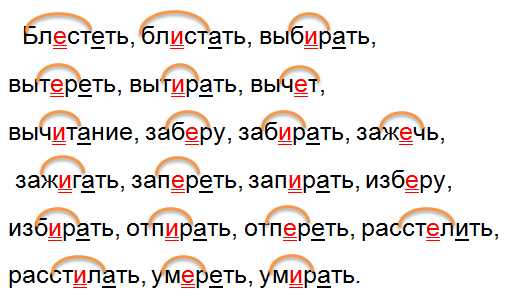 Блестеть, блистать, выбирать,
вытереть, вытирать, вычет,
вычитание, заберу, забирать, зажечь,
зажигать, запереть, запирать, изберу,
избирать, отпирать, отпереть, расстелить,
расстилать, умереть, умирать.